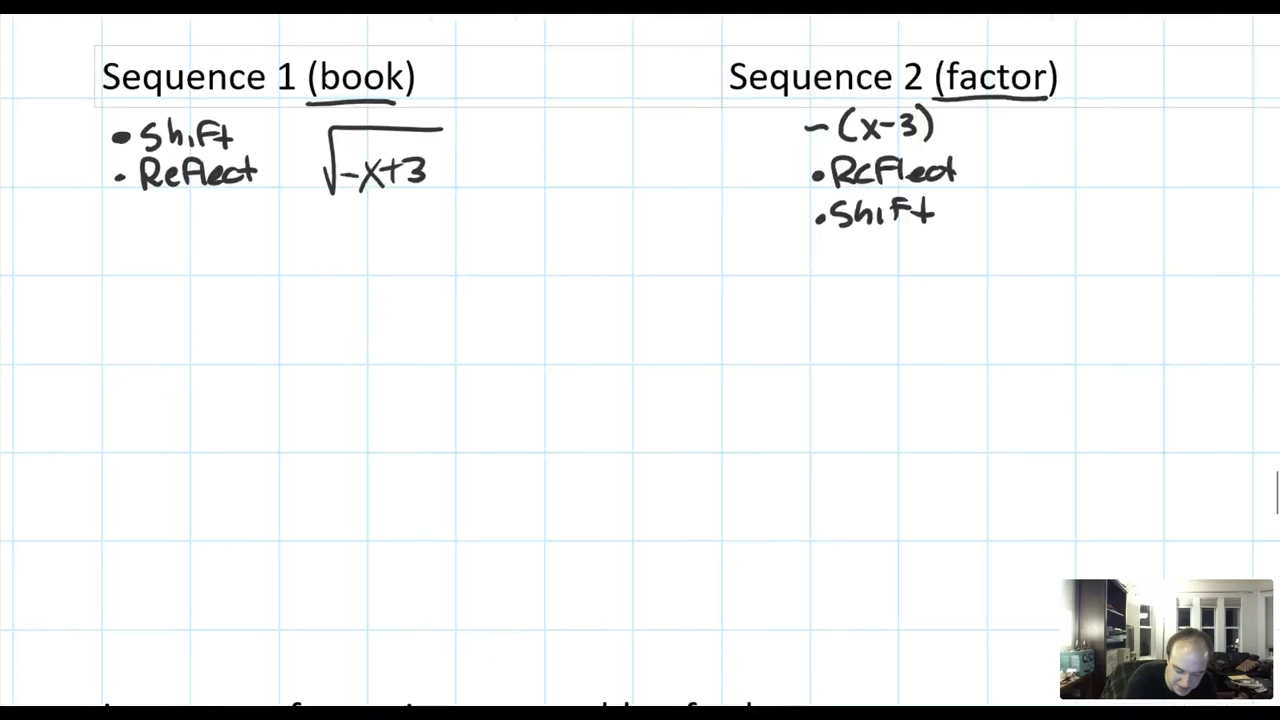 Sequence 1 (book)
• Shift
• Reflect
√-x+3
Sequence 2 (factor)
-(x-3)
• Reflect
• Shift